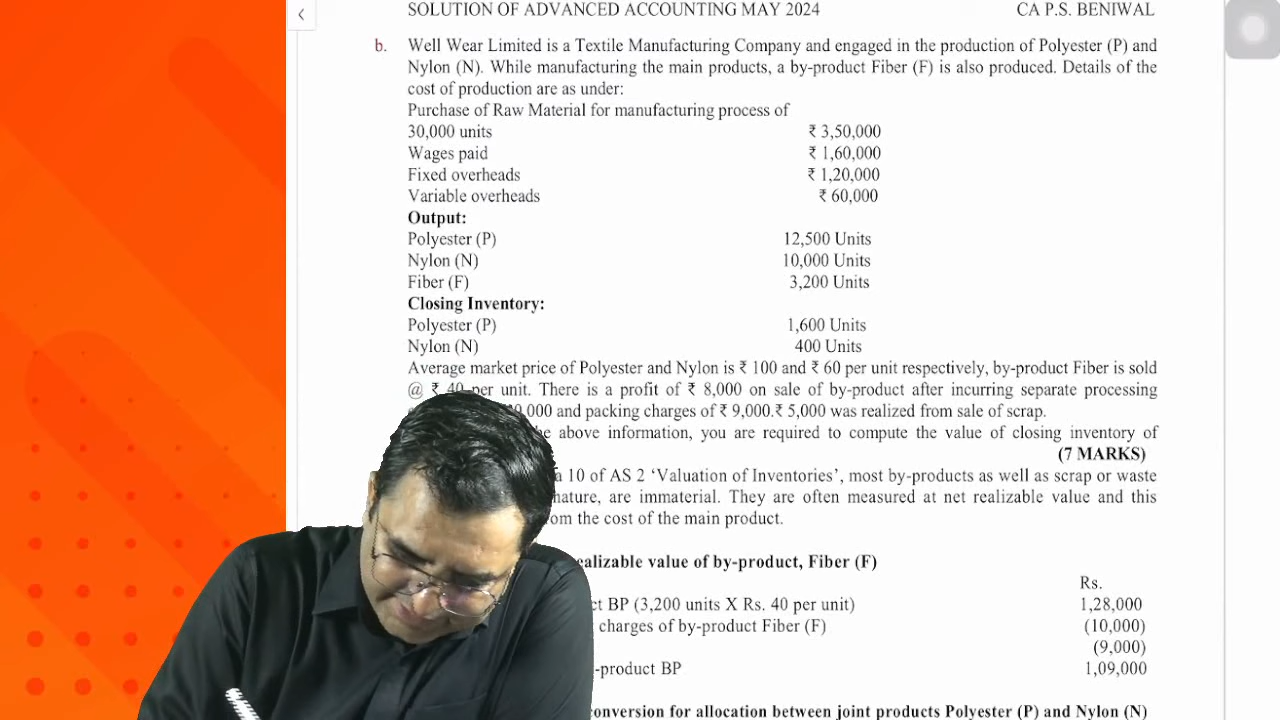 SOLUTION OF ADVANCED ACCOUNTING MAY 2024 CA P.S. BENIWAL
b. Well Wear Limited is a Textile Manufacturing Company and engaged in the production of Polyester (P) and
Nylon (N). While manufacturing the main products, a by-product Fiber (F) is also produced. Details of the
cost of production are as under:
Purchase of Raw Material for manufacturing process of
30,000 units ₹ 3,50,000
Wages paid ₹ 1,60,000
Fixed overheads ₹ 1,20,000
Variable overheads ₹ 60,000
Output:
Polyester (P) 12,500 Units
Nylon (N) 10,000 Units
Fiber (F) 3,200 Units
Closing Inventory:
Polyester (P) 1,600 Units
Nylon (N) 400 Units
Average market price of Polyester and Nylon is ₹ 100 and ₹ 60 per unit respectively, by-product Fiber is sold
@ ₹ 40 per unit. There is a profit of ₹ 8,000 on sale of by-product after incurring separate processing
and packing charges of ₹ 9,000.₹ 5,000 was realized from sale of scrap.
above information, you are required to compute the value of closing inventory of
(7 MARKS)
10 of AS 2 ‘Valuation of Inventories’, most by-products as well as scrap or waste
are immaterial. They are often measured at net realizable value and this
the cost of the main product.
value of by-product, Fiber (F)
Rs.
BP (3,200 units X Rs. 40 per unit) 1,28,000
charges of by-product Fiber (F) (10,000)
(9,000)
-product BP 1,09,000
for allocation between joint products Polyester (P) and Nylon (N)